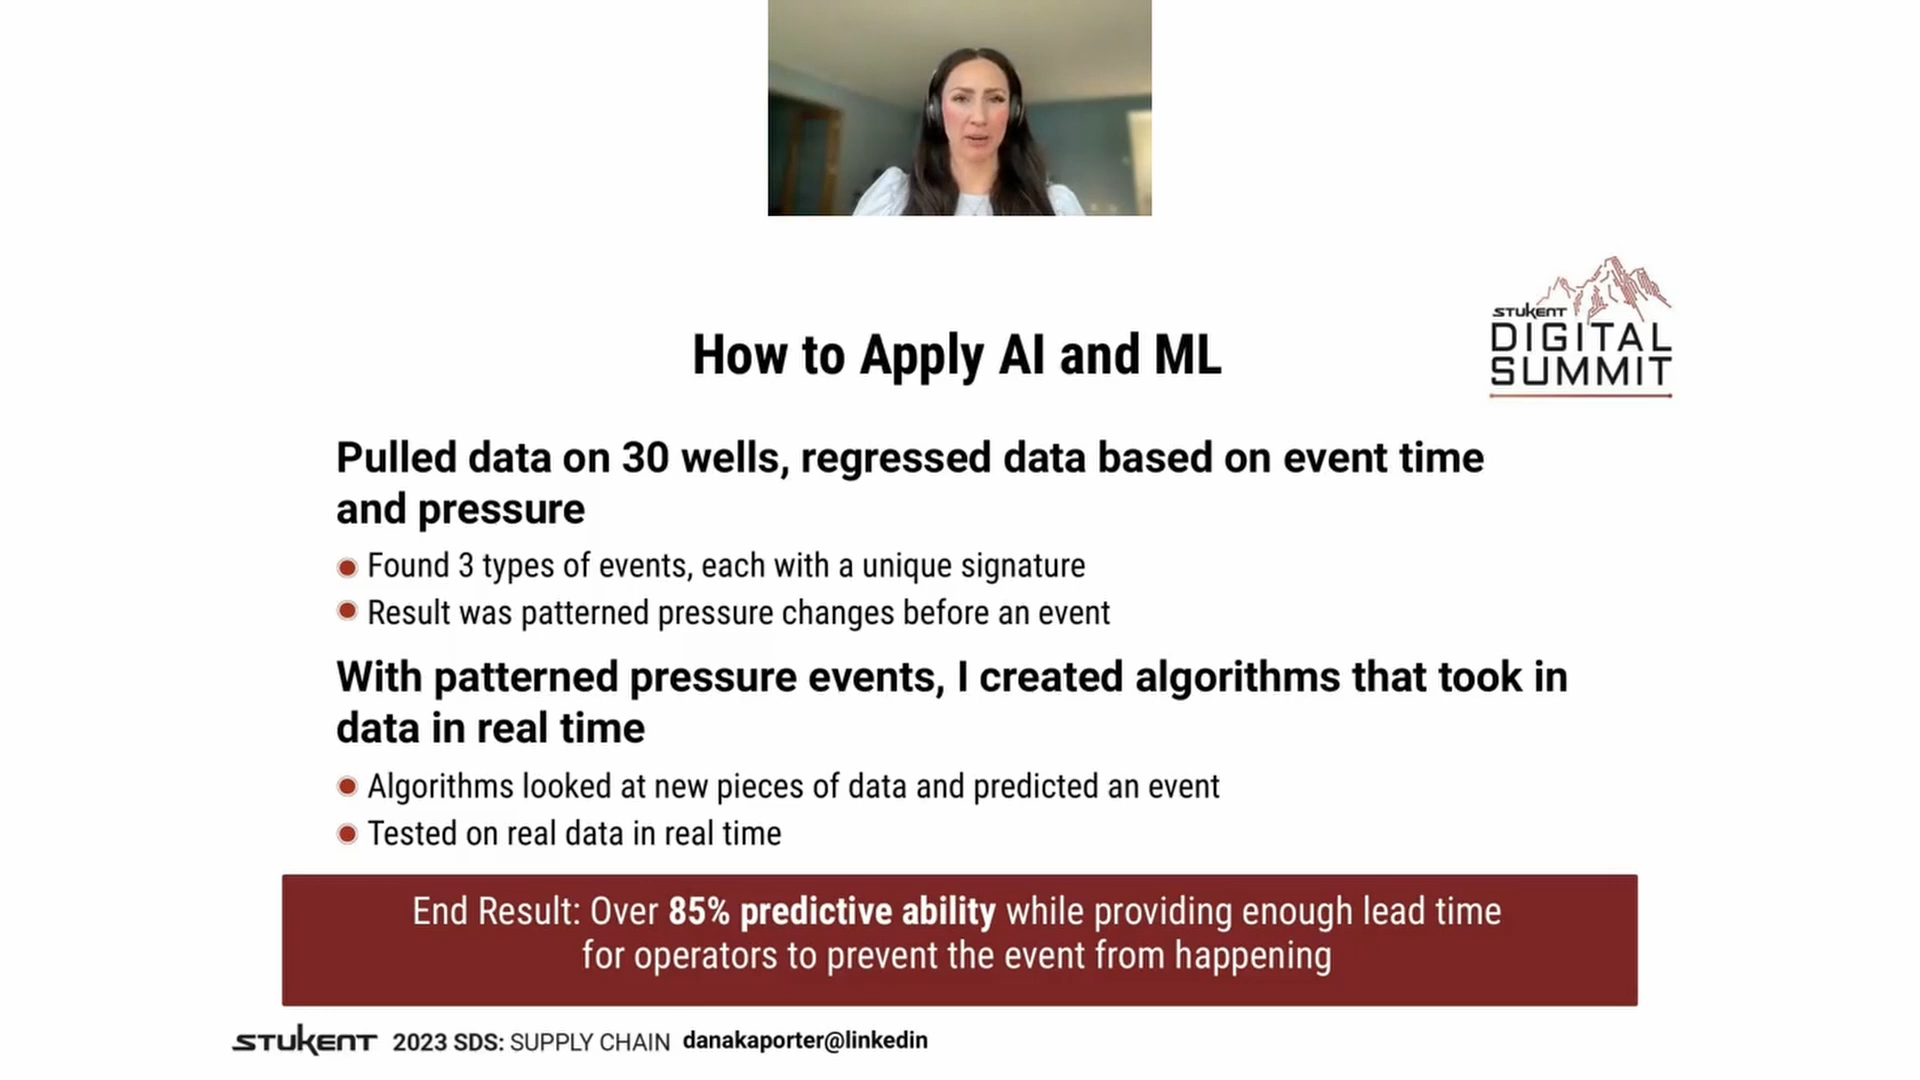 STUKENT
DIGITAL
SUMMIT
How to Apply AI and ML
Pulled data on 30 wells, regressed data based on event time
and pressure
Found 3 types of events, each with a unique signature
Result was patterned pressure changes before an event
With patterned pressure events, I created algorithms that took in
data in real time
Algorithms looked at new pieces of data and predicted an event
Tested on real data in real time
End Result: Over 85% predictive ability while providing enough lead time
for operators to prevent the event from happening
STUKENT 2023 SDS: SUPPLY CHAIN danakaporter@linkedin